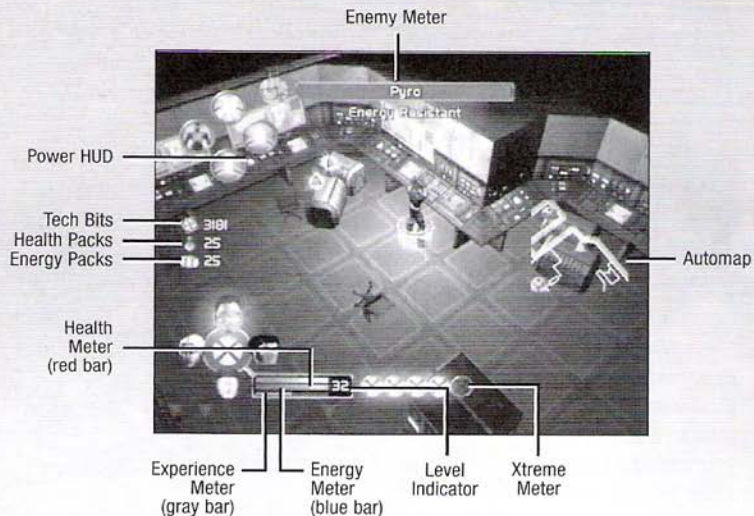 Enemy Meter
Pyro
Energy Resistant
Power HUD
Tech Bits
3181
Health Packs
25
Energy Packs
25
Automap
Health
Meter
(red bar)
32
Experience
Meter
(gray bar)
Energy
Meter
(blue bar)
Level
Indicator
Xtreme
Meter